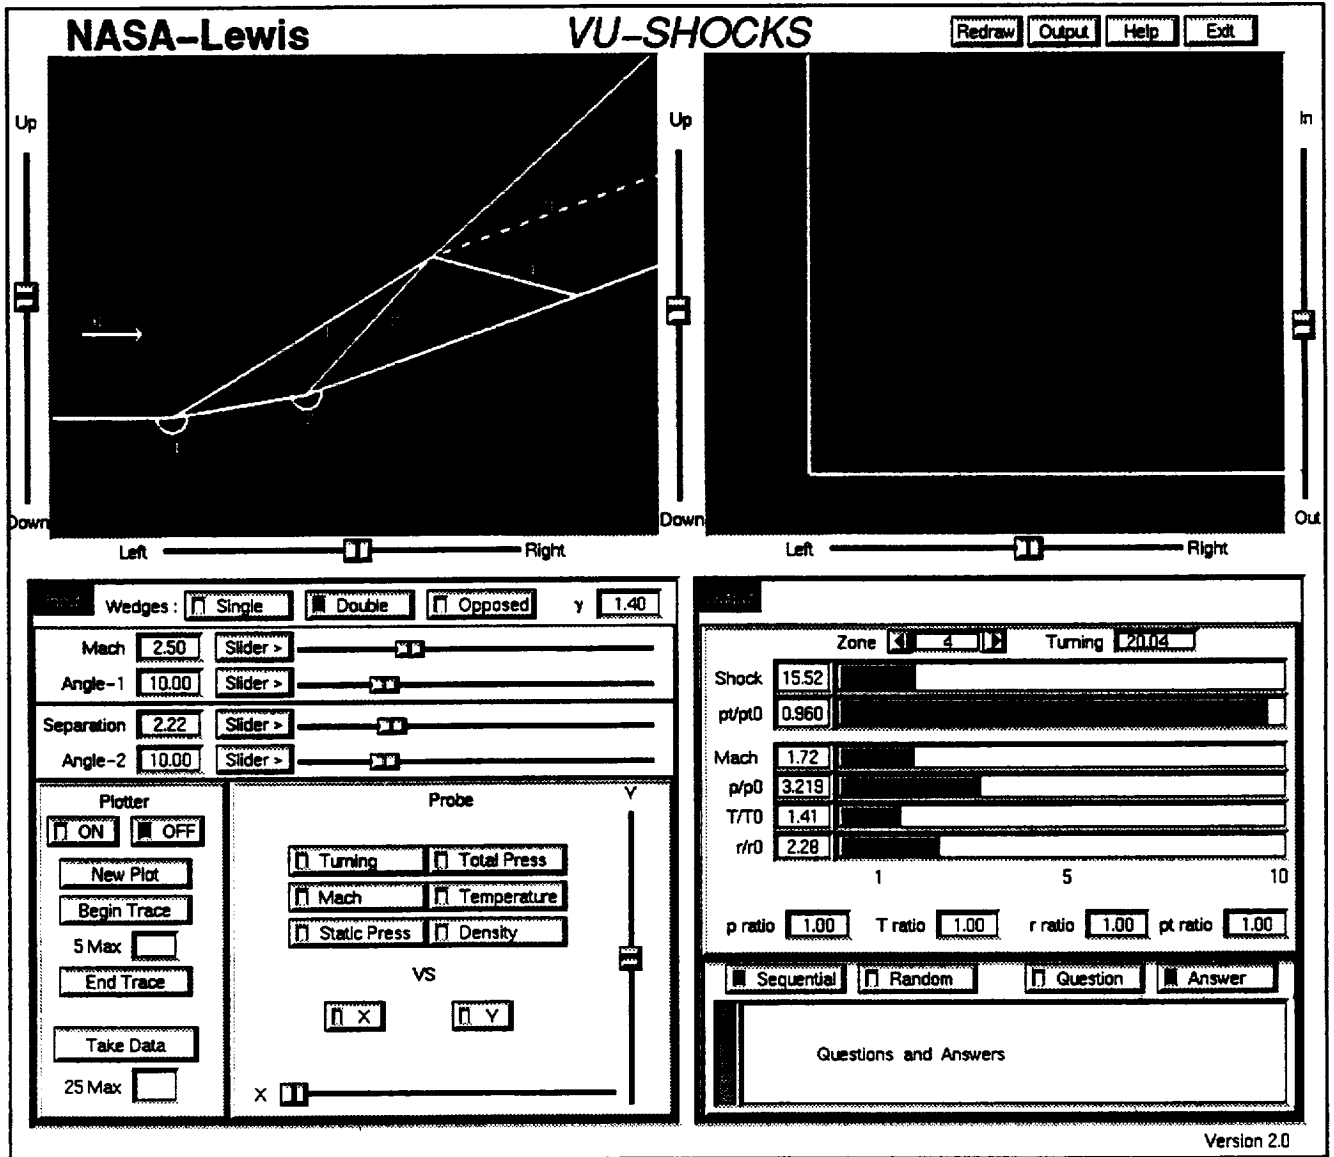 NASA-Lewis VU-SHOCKS Redraw Output Help Exit
Up Up In
Down Down Out
Left Right Left Right
Wedges : Single Double Opposed γ 1.40
Mach 2.50 Slider >
Angle-1 10.00 Slider >
Separation 2.22 Slider >
Angle-2 10.00 Slider >
Plotter
ON OFF
New Plot
Begin Trace
5 Max
End Trace
Take Data
25 Max
Probe Y
Turning Total Press
Mach Temperature
Static Press Density
VS
X Y
X
Zone 4 Turning 20.04
Shock 15.52
pt/pt0 0.960
Mach 1.72
p/p0 3.219
T/T0 1.41
r/r0 2.28
1 5 10
p ratio 1.00 T ratio 1.00 r ratio 1.00 pt ratio 1.00
Sequential Random Question Answer
Questions and Answers
Version 2.0